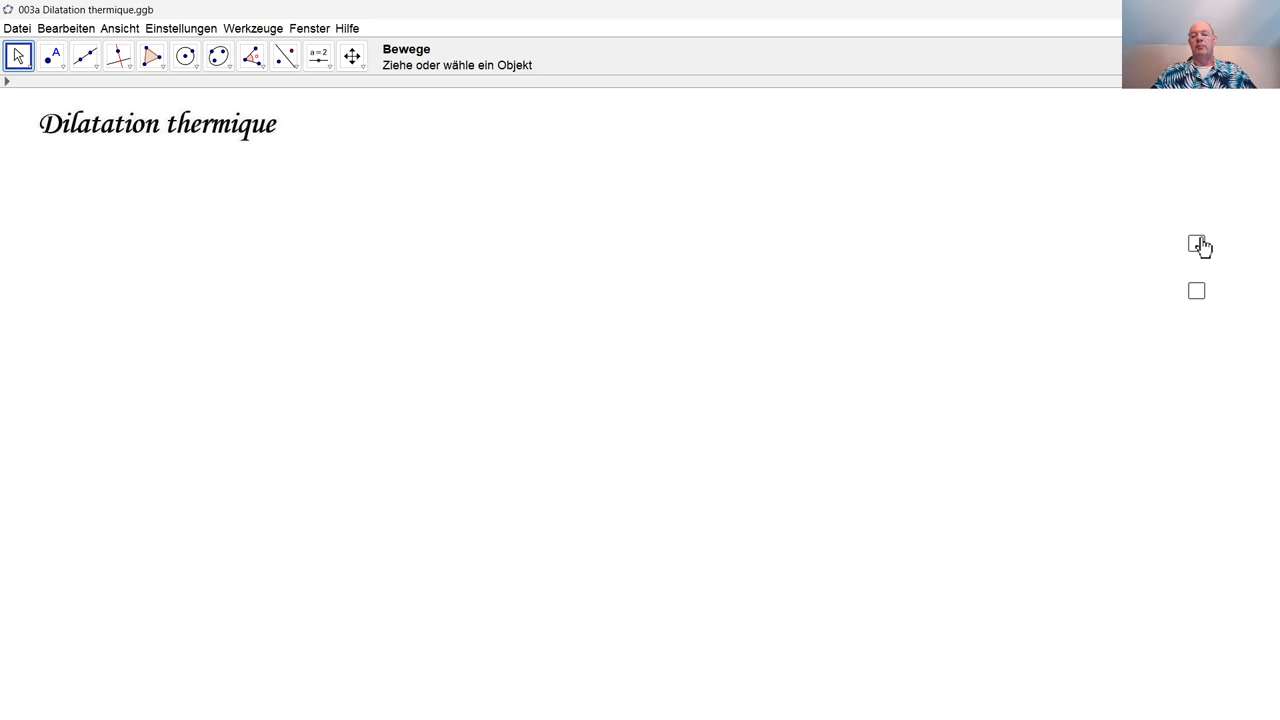 003a Dilatation thermique.ggb
Datei Bearbeiten Ansicht Einstellungen Werkzeuge Fenster Hilfe
A
α
a=2
Bewege
Ziehe oder wähle ein Objekt
Dilatation thermique